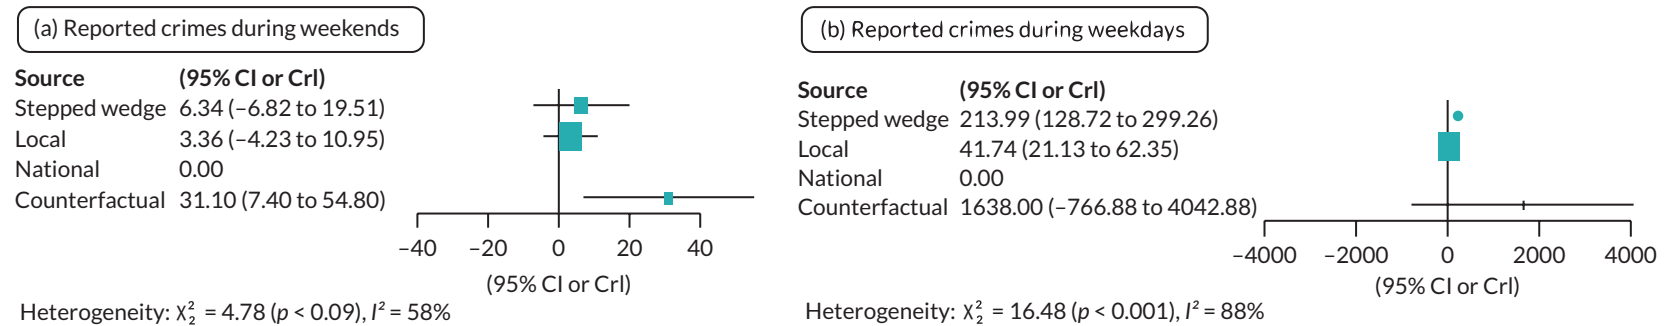 (a) Reported crimes during weekends
Source (95% CI or CrI)
Stepped wedge 6.34 (–6.82 to 19.51)
Local 3.36 (–4.23 to 10.95)
National 0.00
Counterfactual 31.10 (7.40 to 54.80)
–40 –20 0 20 40
(95% CI or CrI)
Heterogeneity: χ²₂ = 4.78 (p < 0.09), I² = 58%
(b) Reported crimes during weekdays
Source (95% CI or CrI)
Stepped wedge 213.99 (128.72 to 299.26)
Local 41.74 (21.13 to 62.35)
National 0.00
Counterfactual 1638.00 (–766.88 to 4042.88)
–4000 –2000 0 2000 4000
(95% CI or CrI)
Heterogeneity: χ²₂ = 16.48 (p < 0.001), I² = 88%